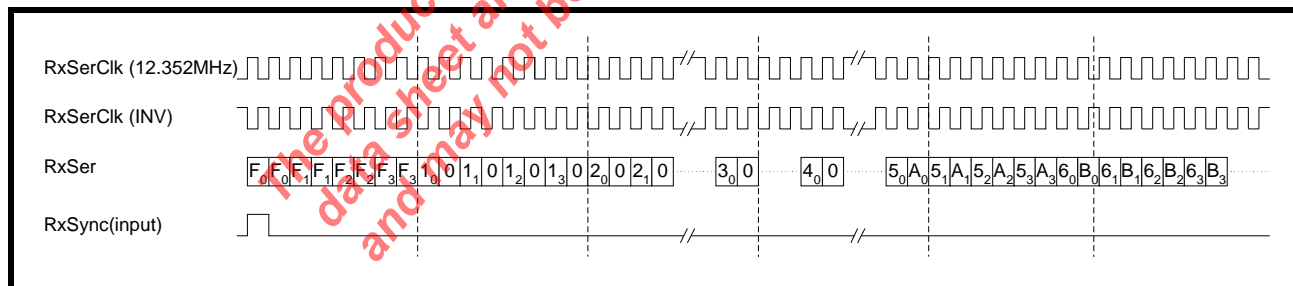 RxSerClk (12.352MHz)
RxSerClk (INV)
RxSer F₀ F₀ F₁ F₁ F₂ F₂ F₃ F₃ 1₀ 0 1₁ 0 1₂ 0 1₃ 0 2₀ 0 2₁ 0 3₀ 0 4₀ 0 5₀ A₀ 5₁ A₁ 5₂ A₂ 5₃ A₃ 6₀ B₀ 6₁ B₁ 6₂ B₂ 6₃ B₃
RxSync(input)
The produc
data sheet a
and may not b